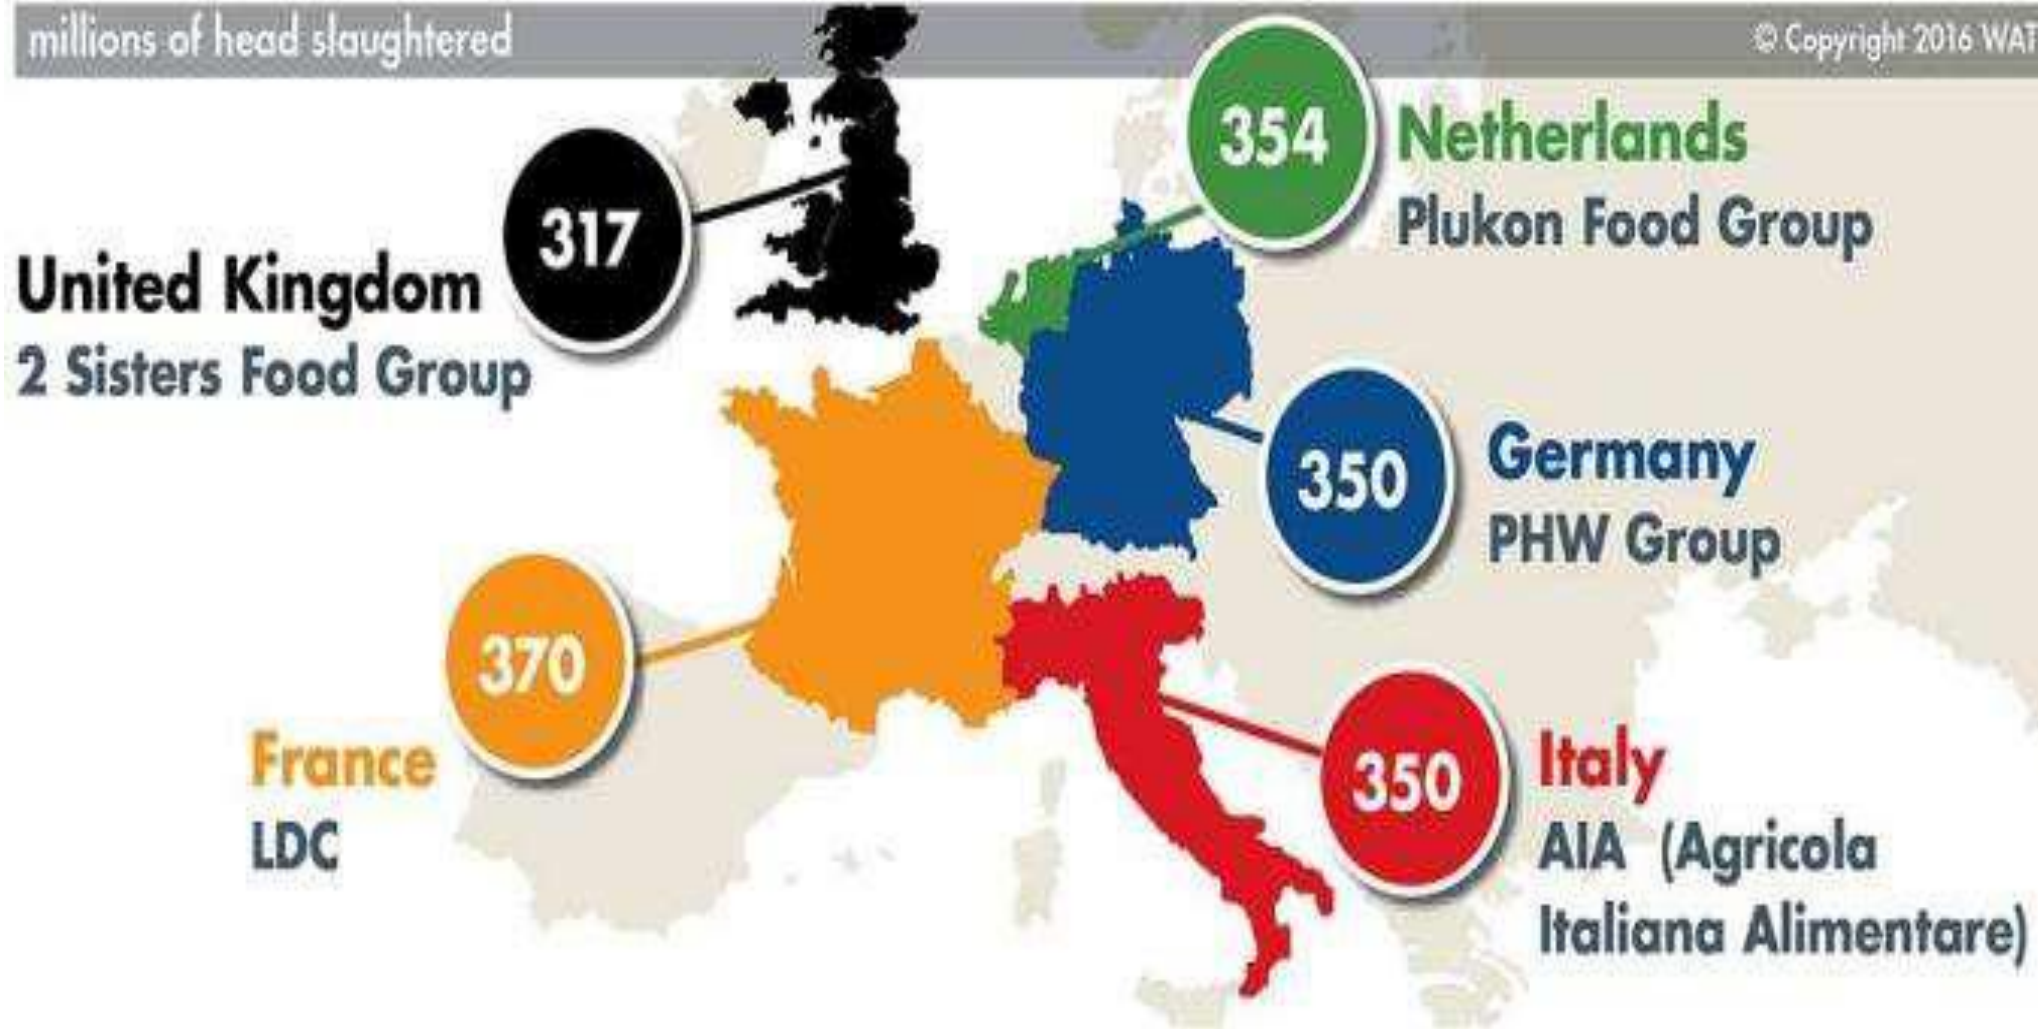 millions of head slaughtered
© Copyright 2016 WAT
354
Netherlands
Plukon Food Group
317
United Kingdom
2 Sisters Food Group
350
Germany
PHW Group
370
France
LDC
350
Italy
AIA (Agricola
Italiana Alimentare)